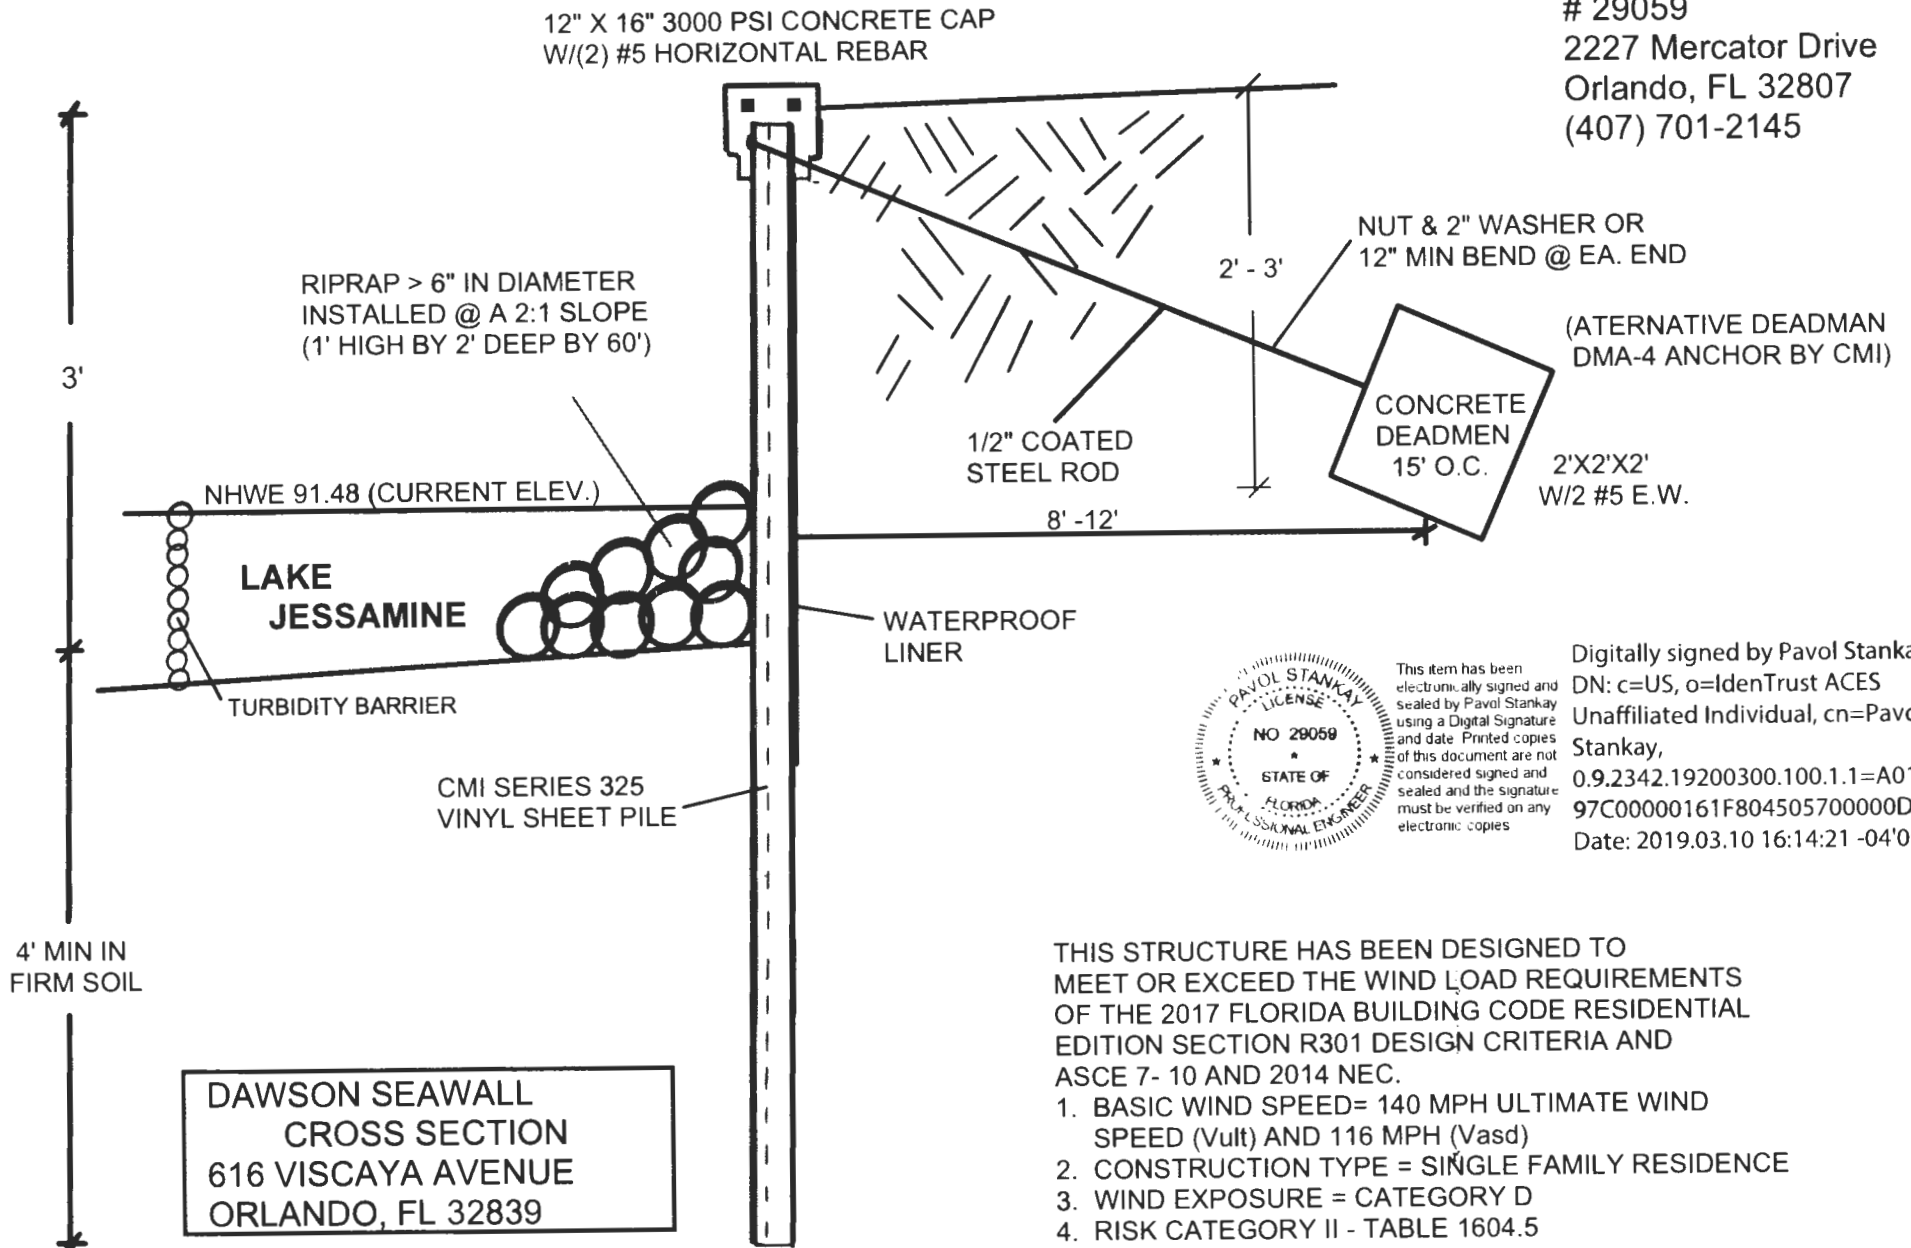 12" X 16" 3000 PSI CONCRETE CAP
W/(2) #5 HORIZONTAL REBAR
# 29059
2227 Mercator Drive
Orlando, FL 32807
(407) 701-2145
3'
RIPRAP > 6" IN DIAMETER
INSTALLED @ A 2:1 SLOPE
(1' HIGH BY 2' DEEP BY 60')
2' - 3'
NUT & 2" WASHER OR
12" MIN BEND @ EA. END
(ATERNATIVE DEADMAN
DMA-4 ANCHOR BY CMI)
CONCRETE
DEADMEN
15' O.C.
2'X2'X2'
W/2 #5 E.W.
1/2" COATED
STEEL ROD
8' -12'
NHWE 91.48 (CURRENT ELEV.)
LAKE
JESSAMINE
TURBIDITY BARRIER
WATERPROOF
LINER
CMI SERIES 325
VINYL SHEET PILE
4' MIN IN
FIRM SOIL
PAVOL STANKAY
LICENSE
NO 29059
STATE OF
FLORIDA
PROFESSIONAL ENGINEER
This item has been
electronically signed and
sealed by Pavol Stankay
using a Digital Signature
and date Printed copies
of this document are not
considered signed and
sealed and the signature
must be verified on any
electronic copies
Digitally signed by Pavol Stanka
DN: c=US, o=IdenTrust ACES
Unaffiliated Individual, cn=Pavo
Stankay,
0.9.2342.19200300.100.1.1=A01
97C00000161F804505700000D
Date: 2019.03.10 16:14:21 -04'0
DAWSON SEAWALL
CROSS SECTION
616 VISCAYA AVENUE
ORLANDO, FL 32839
THIS STRUCTURE HAS BEEN DESIGNED TO
MEET OR EXCEED THE WIND LOAD REQUIREMENTS
OF THE 2017 FLORIDA BUILDING CODE RESIDENTIAL
EDITION SECTION R301 DESIGN CRITERIA AND
ASCE 7- 10 AND 2014 NEC.
1. BASIC WIND SPEED= 140 MPH ULTIMATE WIND
SPEED (Vult) AND 116 MPH (Vasd)
2. CONSTRUCTION TYPE = SINGLE FAMILY RESIDENCE
3. WIND EXPOSURE = CATEGORY D
4. RISK CATEGORY II - TABLE 1604.5